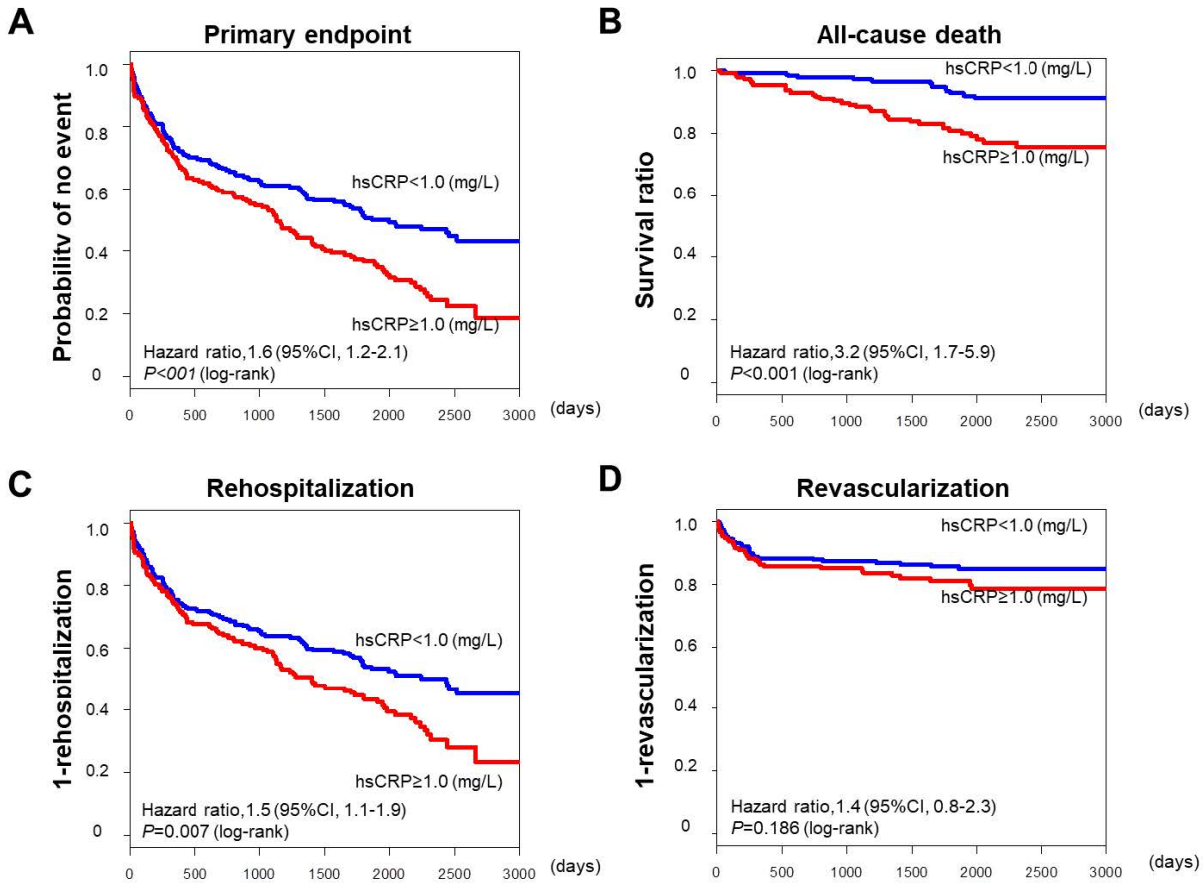 A
Primary endpoint
Probability of no event
1.0
0.8
0.6
0.4
0.2
0
hsCRP<1.0 (mg/L)
hsCRP≥1.0 (mg/L)
Hazard ratio,1.6 (95%CI, 1.2-2.1)
P<001 (log-rank)
0 500 1000 1500 2000 2500 3000 (days)
B
All-cause death
Survival ratio
1.0
0.8
0.6
0.4
0.2
0
hsCRP<1.0 (mg/L)
hsCRP≥1.0 (mg/L)
Hazard ratio,3.2 (95%CI, 1.7-5.9)
P<0.001 (log-rank)
0 500 1000 1500 2000 2500 3000 (days)
C
Rehospitalization
1-rehospitalization
1.0
0.8
0.6
0.4
0.2
0
hsCRP<1.0 (mg/L)
hsCRP≥1.0 (mg/L)
Hazard ratio,1.5 (95%CI, 1.1-1.9)
P=0.007 (log-rank)
0 500 1000 1500 2000 2500 3000 (days)
D
Revascularization
1-revascularization
1.0
0.8
0.6
0.4
0.2
0
hsCRP<1.0 (mg/L)
hsCRP≥1.0 (mg/L)
Hazard ratio,1.4 (95%CI, 0.8-2.3)
P=0.186 (log-rank)
0 500 1000 1500 2000 2500 3000 (days)